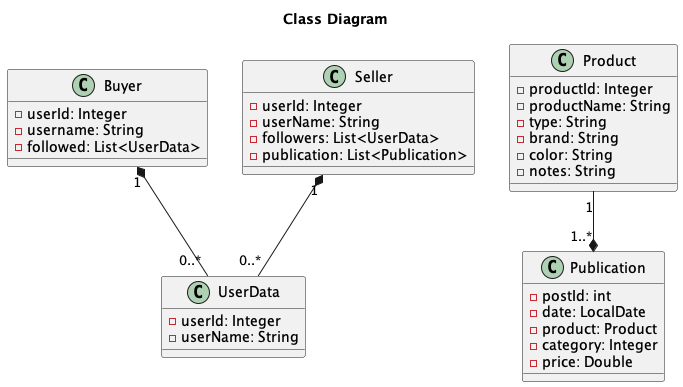 Class Diagram
C Buyer
userId: Integer
username: String
followed: List<UserData>
C Seller
userId: Integer
userName: String
followers: List<UserData>
publication: List<Publication>
C Product
productId: Integer
productName: String
type: String
brand: String
color: String
notes: String
1
1
1
0..*
0..*
1..*
C UserData
userId: Integer
userName: String
C Publication
postId: int
date: LocalDate
product: Product
category: Integer
price: Double